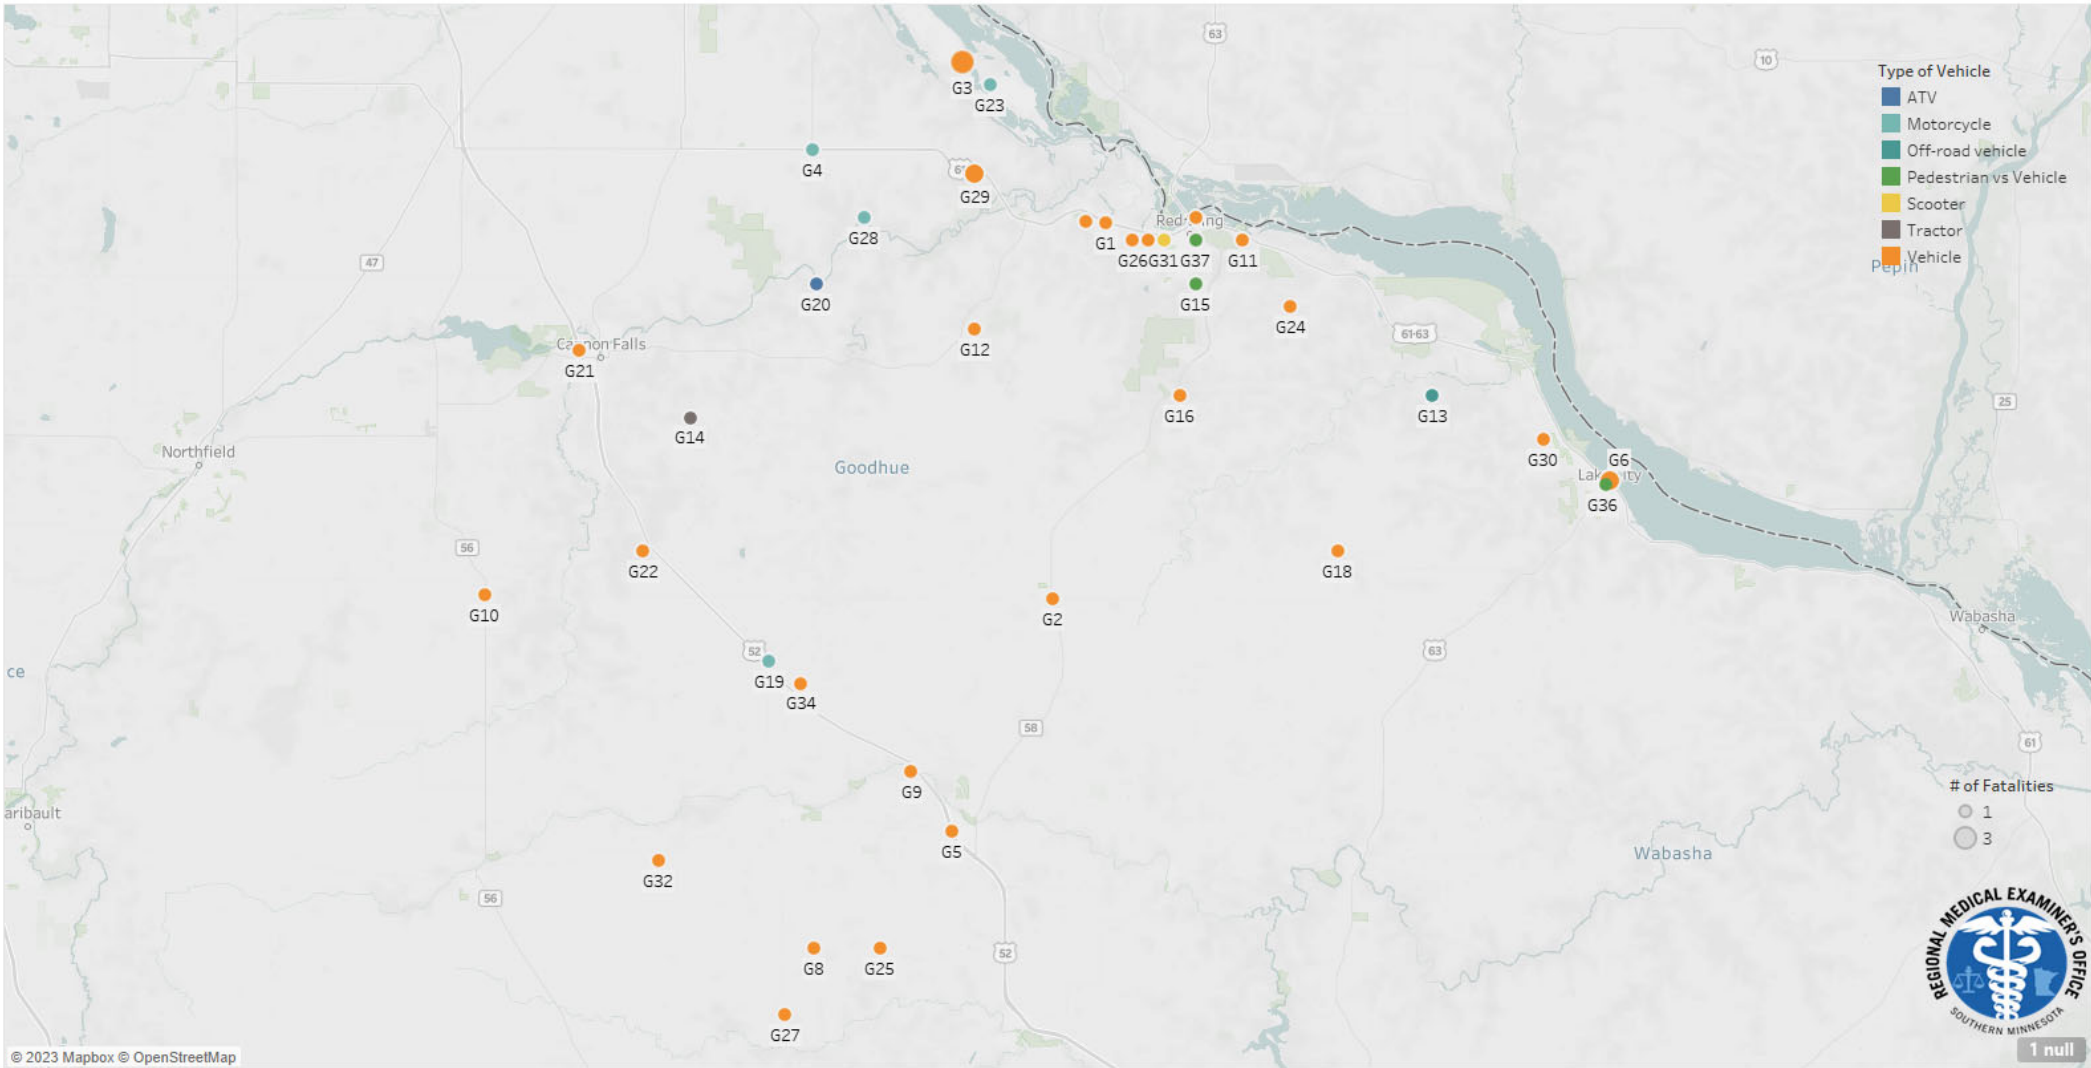 63
10
Type of Vehicle
ATV
Motorcycle
Off-road vehicle
Pedestrian vs Vehicle
Scooter
Tractor
Vehicle
Pepin
G3
G23
G4
G29
G28
G1
G26
G31
G37
G11
47
G20
G15
G24
G12
61-63
Cannon Falls
G21
G16
G13
25
G14
Northfield
Goodhue
G30
G6
G36
56
G22
G18
G10
G2
Wabasha
52
63
ce
G19
G34
58
61
G9
# of Fatalities
1
3
aribault
G5
Wabasha
G32
56
52
G8
G25
REGIONAL MEDICAL EXAMINER'S OFFICE
SOUTHERN MINNESOTA
G27
© 2023 Mapbox © OpenStreetMap
1 null